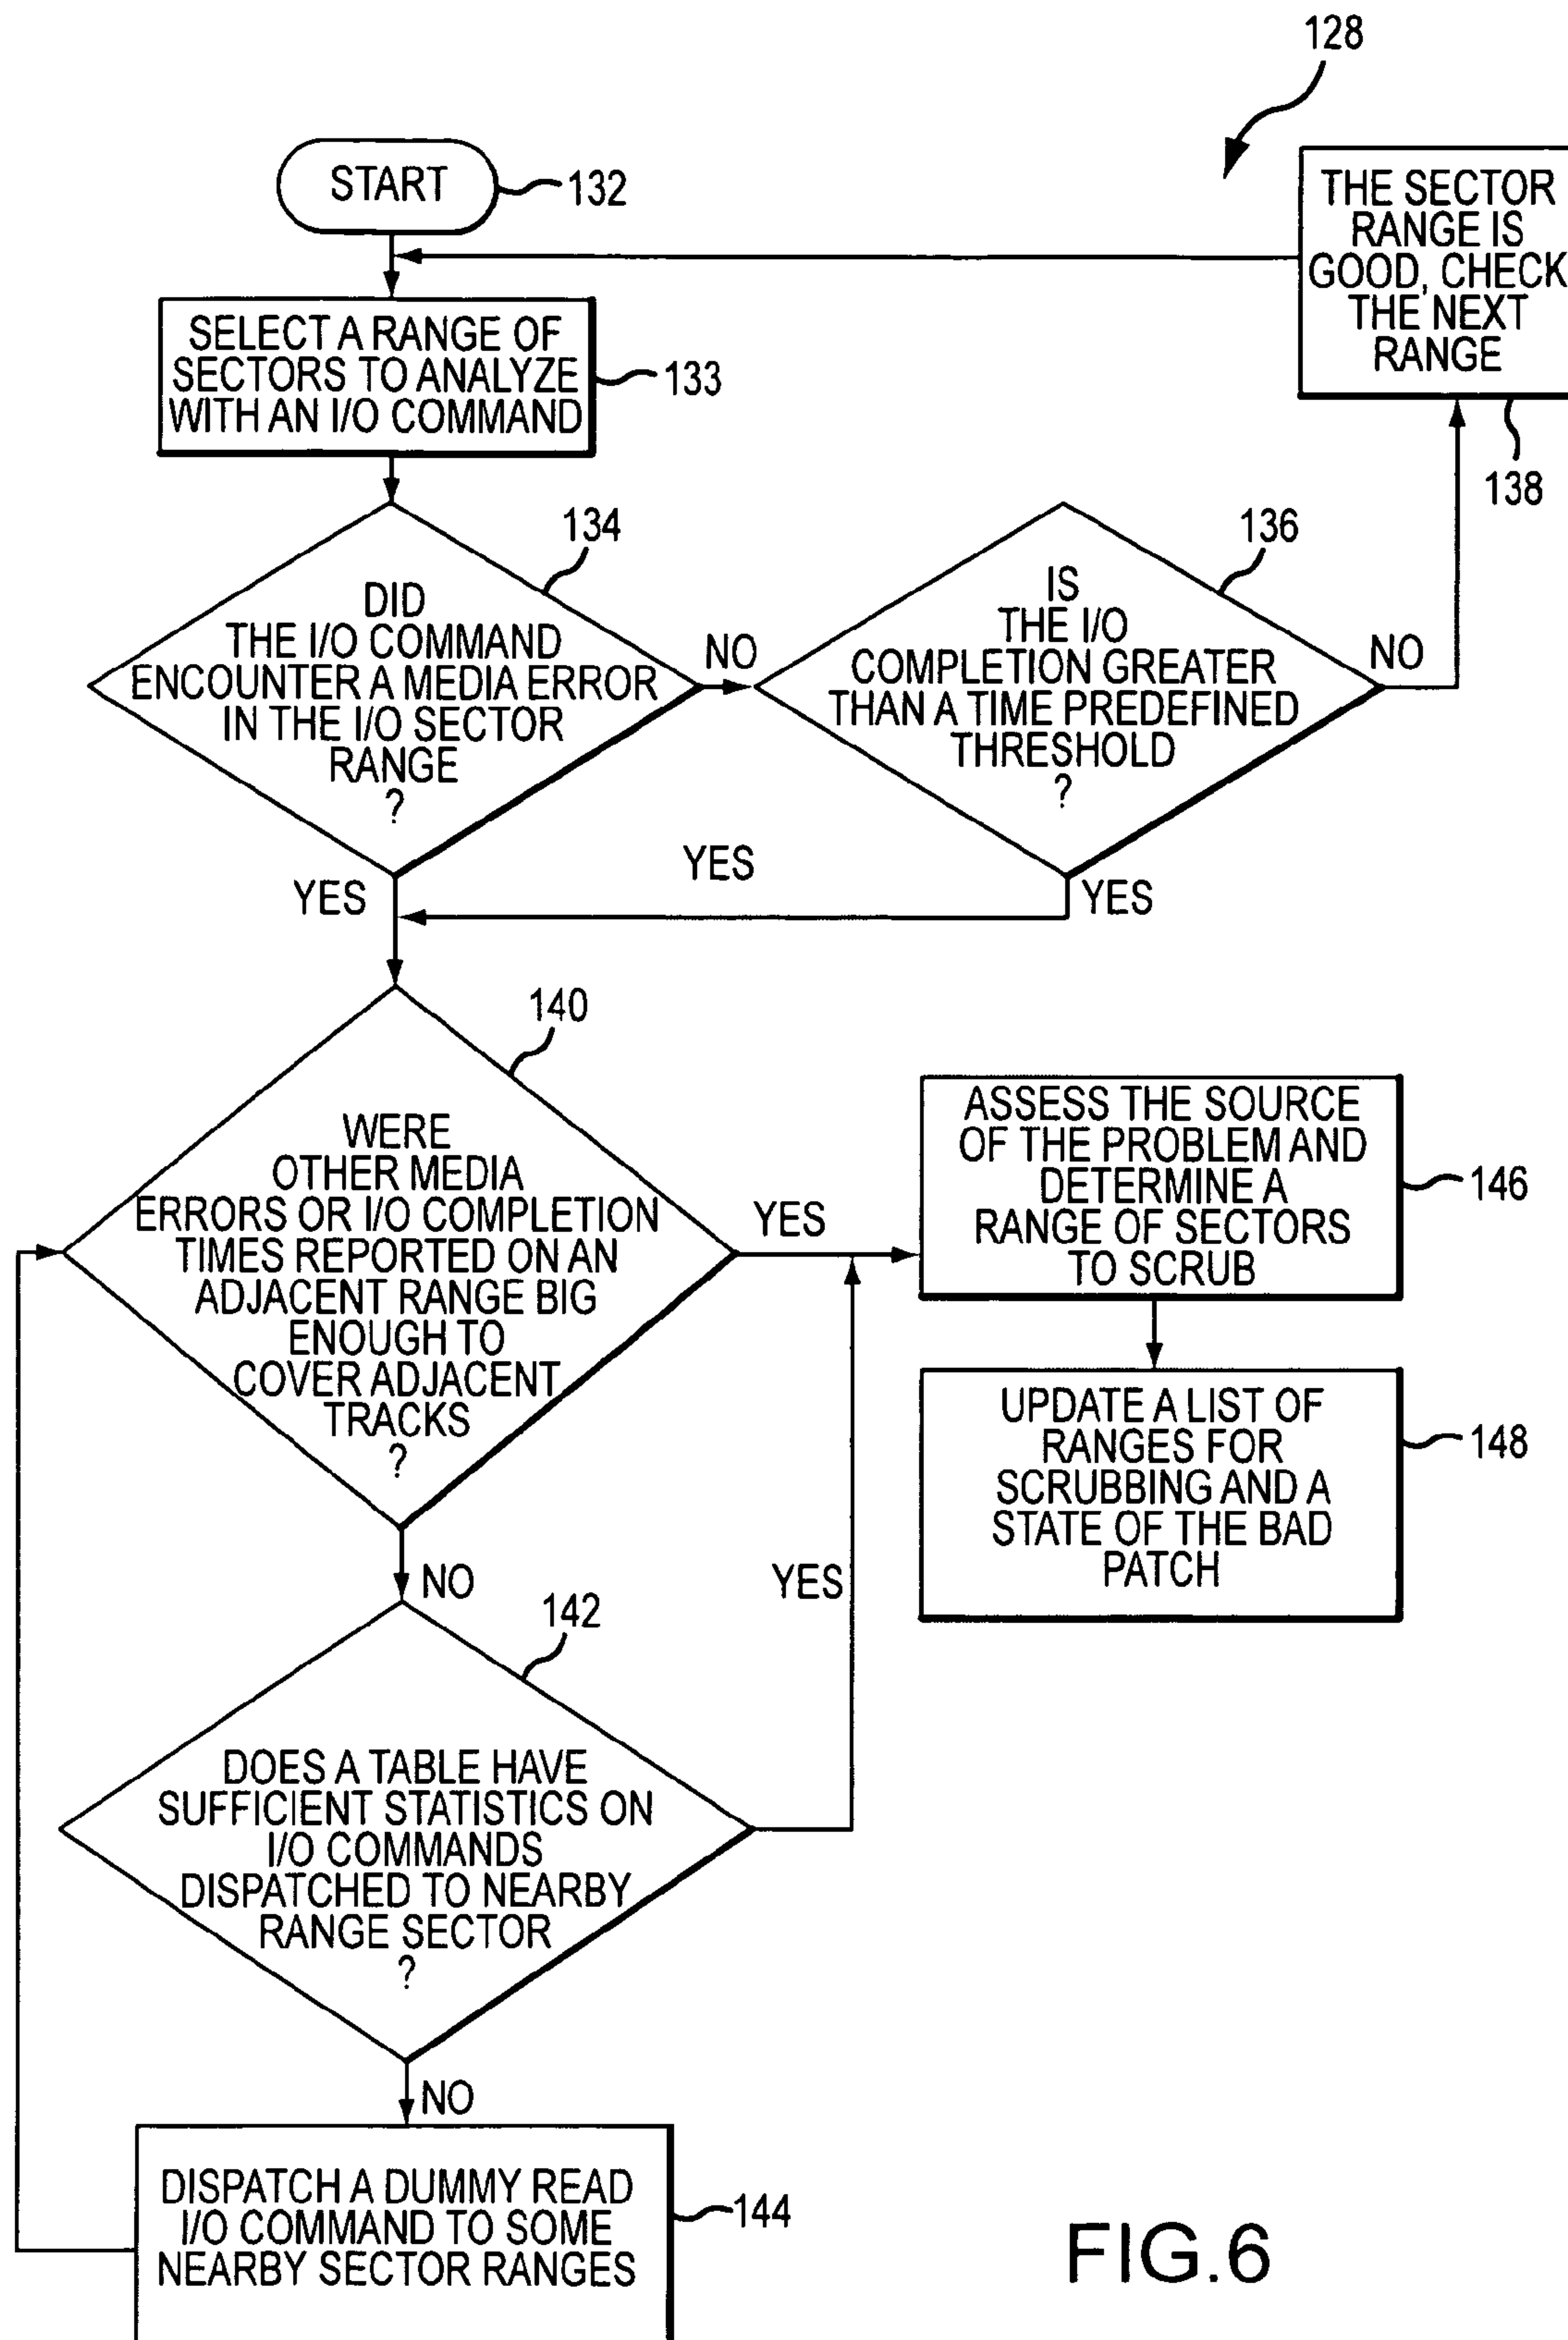 128
START
132
THE SECTOR
RANGE IS
GOOD, CHECK
THE NEXT
RANGE
138
SELECT A RANGE OF
SECTORS TO ANALYZE
WITH AN I/O COMMAND
133
134
DID
THE I/O COMMAND
ENCOUNTER A MEDIA ERROR
IN THE I/O SECTOR
RANGE
?
NO
136
IS
THE I/O
COMPLETION GREATER
THAN A TIME PREDEFINED
THRESHOLD
?
NO
YES
YES
YES
140
WERE
OTHER MEDIA
ERRORS OR I/O COMPLETION
TIMES REPORTED ON AN
ADJACENT RANGE BIG
ENOUGH TO
COVER ADJACENT
TRACKS
?
YES
ASSESS THE SOURCE
OF THE PROBLEM AND
DETERMINE A
RANGE OF SECTORS
TO SCRUB
146
UPDATE A LIST OF
RANGES FOR
SCRUBBING AND A
STATE OF THE BAD
PATCH
148
NO
YES
142
DOES A TABLE HAVE
SUFFICIENT STATISTICS ON
I/O COMMANDS
DISPATCHED TO NEARBY
RANGE SECTOR
?
NO
DISPATCH A DUMMY READ
I/O COMMAND TO SOME
NEARBY SECTOR RANGES
144
FIG.6